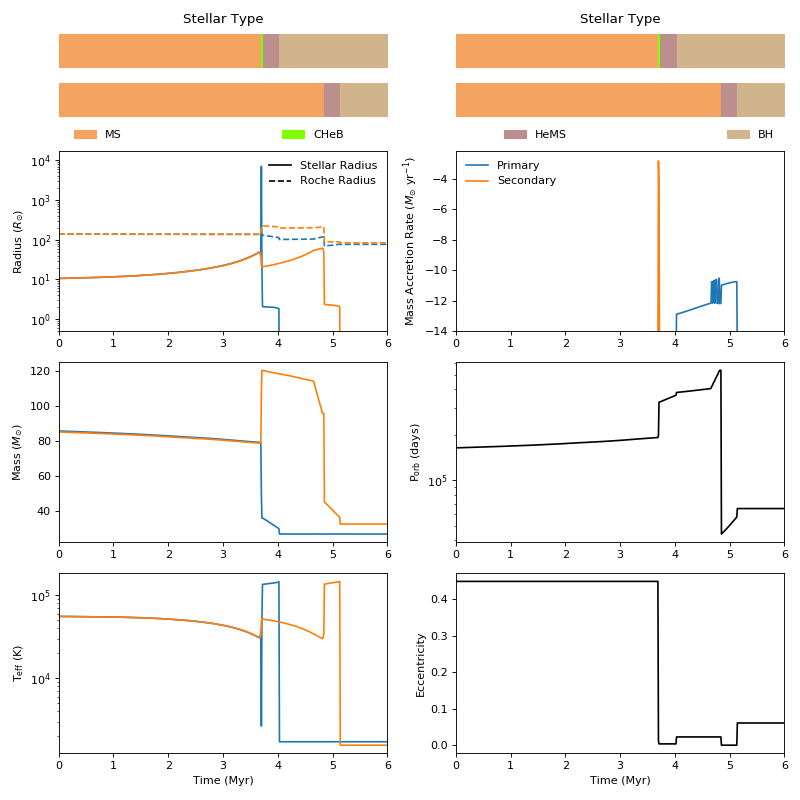 Stellar Type
Stellar Type
MS
CHeB
HeMS
BH
Radius (R☉)
10⁴
10³
10²
10¹
10⁰
Stellar Radius
Roche Radius
0 1 2 3 4 5 6
Mass Accretion Rate (M☉ yr⁻¹)
−4
−6
−8
−10
−12
−14
Primary
Secondary
0 1 2 3 4 5 6
Mass (M☉)
120
100
80
60
40
0 1 2 3 4 5 6
Porb (days)
10⁵
0 1 2 3 4 5 6
Teff (K)
10⁵
10⁴
0 1 2 3 4 5 6
Time (Myr)
Eccentricity
0.4
0.3
0.2
0.1
0.0
0 1 2 3 4 5 6
Time (Myr)